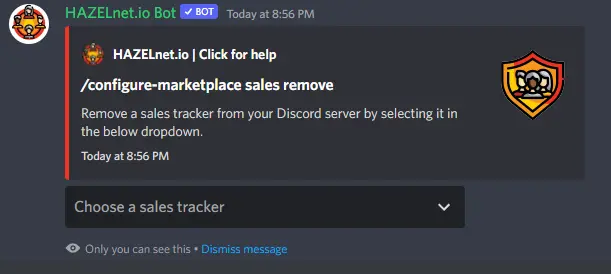 HAZELnet.io Bot ✓ BOT Today at 8:56 PM
HAZELnet.io | Click for help
/configure-marketplace sales remove
Remove a sales tracker from your Discord server by selecting it in
the below dropdown.
Today at 8:56 PM
Choose a sales tracker
Only you can see this • Dismiss message